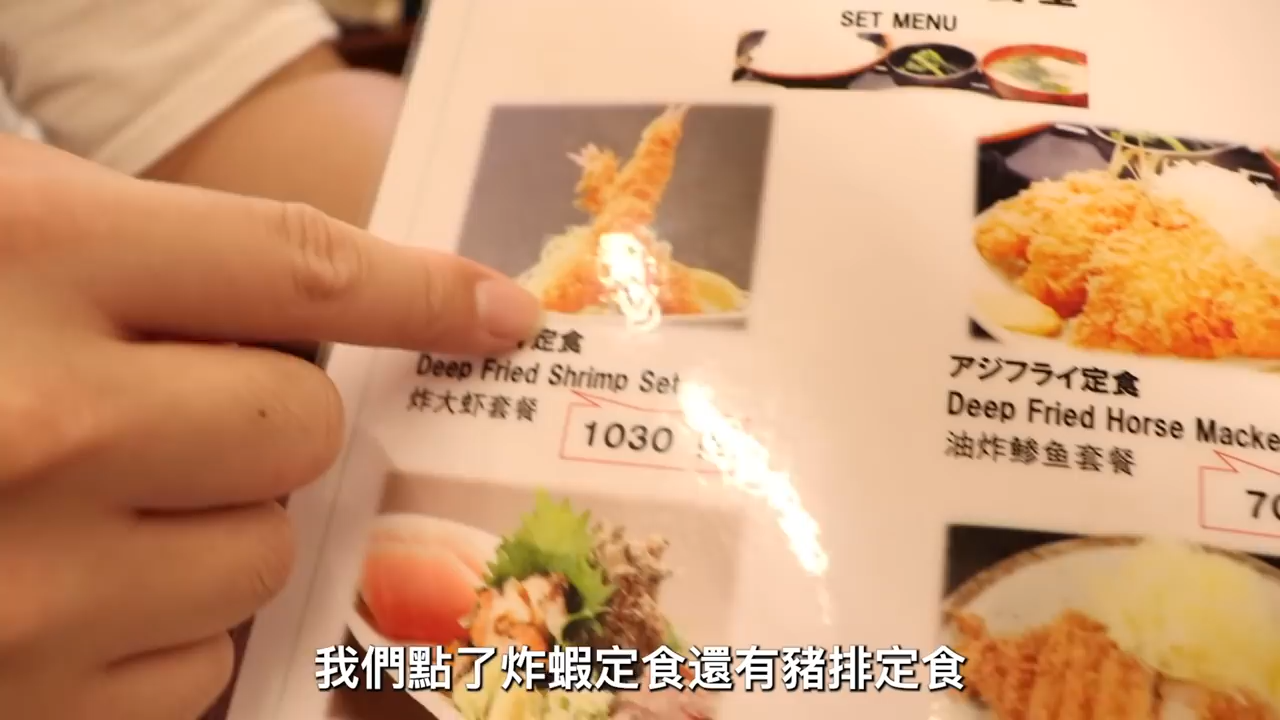 SET MENU
定食
Deep Fried Shrimp Set
炸大虾套餐
1030
アジフライ定食
Deep Fried Horse Macke
油炸鲹鱼套餐
70
我們點了炸蝦定食還有豬排定食